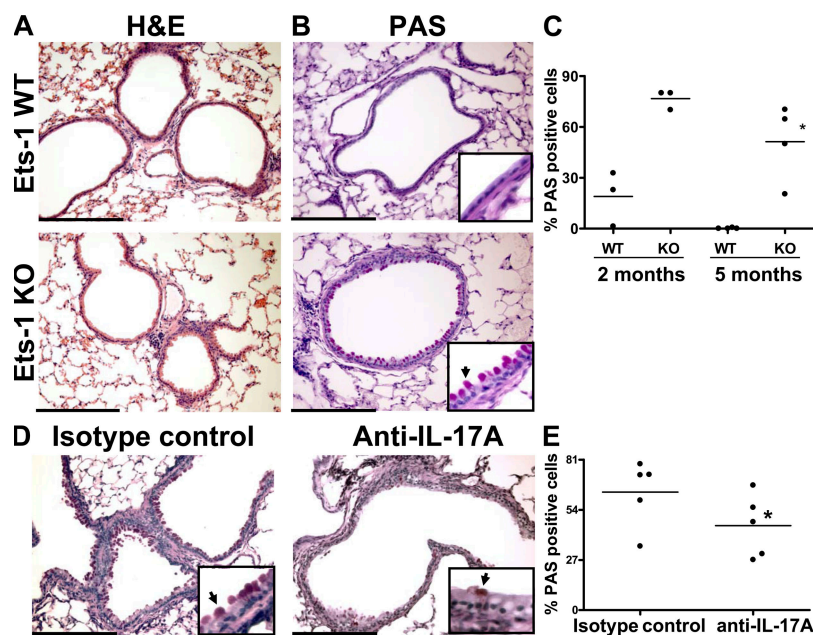 A
H&E
B
PAS
C
Ets-1 WT
Ets-1 KO
% PAS positive cells
90
60
30
0
*
WT
KO
WT
KO
2 months
5 months
D
Isotype control
Anti-IL-17A
E
% PAS positive cells
81
54
27
0
*
Isotype control
anti-IL-17A